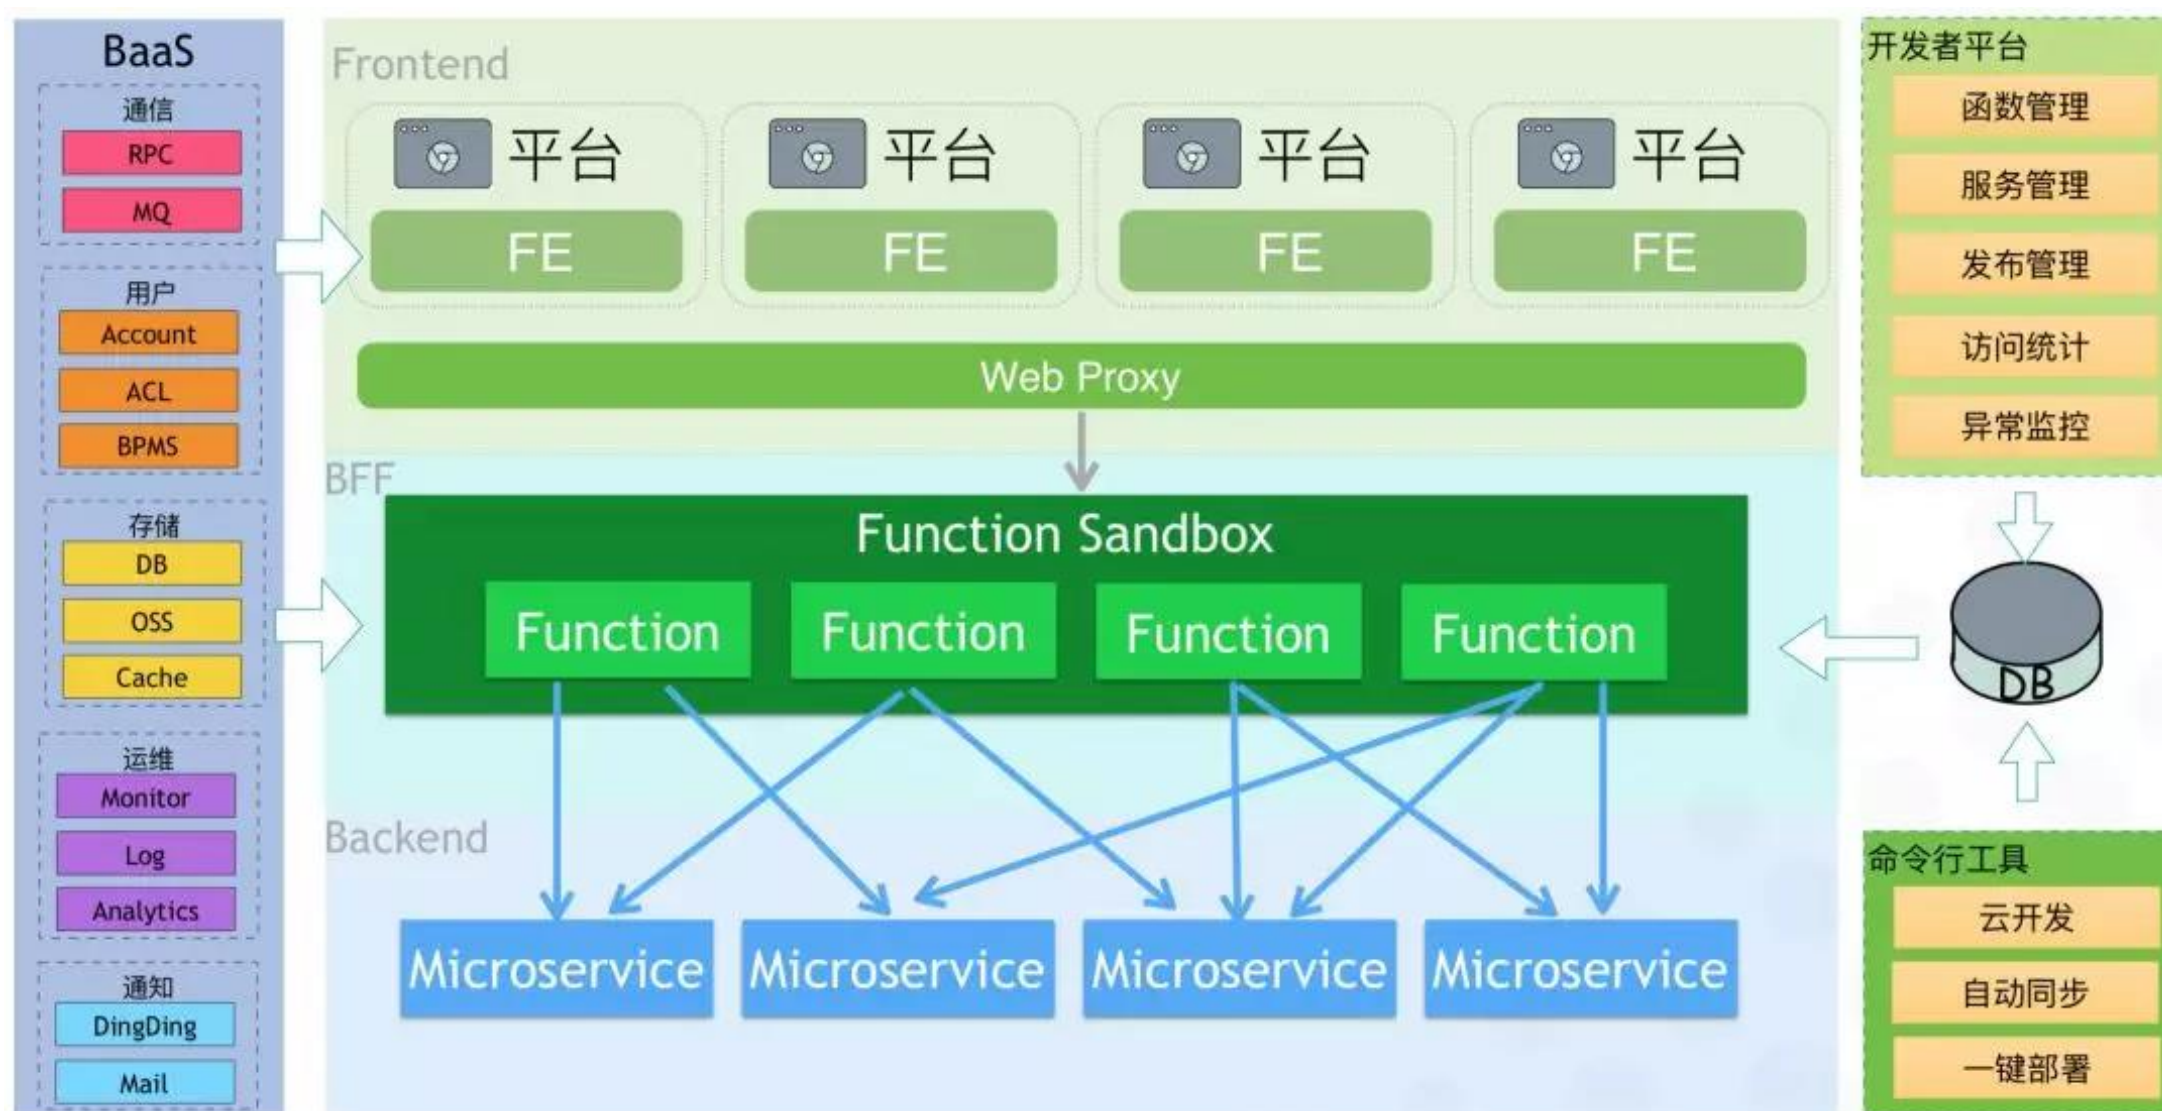 BaaS
通信
RPC
MQ
用户
Account
ACL
BPMS
存储
DB
OSS
Cache
运维
Monitor
Log
Analytics
通知
DingDing
Mail
Frontend
平台
FE
平台
FE
平台
FE
平台
FE
Web Proxy
BFF
Function Sandbox
Function
Function
Function
Function
Backend
Microservice
Microservice
Microservice
Microservice
开发者平台
函数管理
服务管理
发布管理
访问统计
异常监控
DB
命令行工具
云开发
自动同步
一键部署